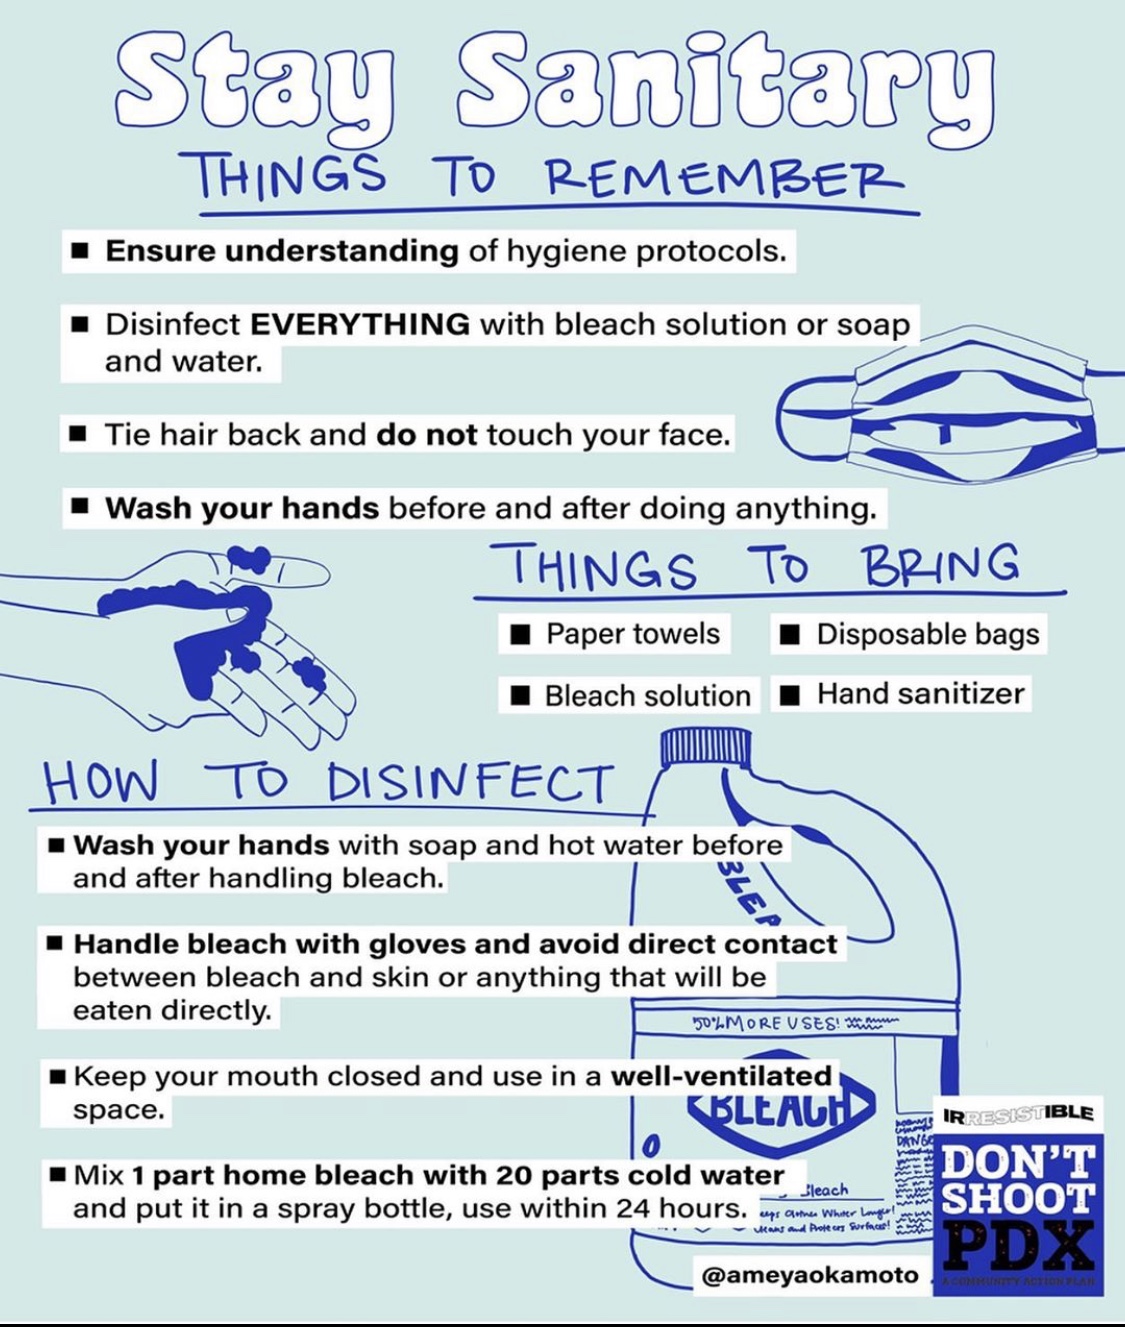 Stay Sanitary
THINGS TO REMEMBER
■ Ensure understanding of hygiene protocols.
■ Disinfect EVERYTHING with bleach solution or soap
and water.
■ Tie hair back and do not touch your face.
■ Wash your hands before and after doing anything.
THINGS TO BRING
■ Paper towels
■ Disposable bags
■ Bleach solution
■ Hand sanitizer
HOW TO DISINFECT
■ Wash your hands with soap and hot water before
and after handling bleach.
■ Handle bleach with gloves and avoid direct contact
between bleach and skin or anything that will be
eaten directly.
■ Keep your mouth closed and use in a well-ventilated
space.
■ Mix 1 part home bleach with 20 parts cold water
and put it in a spray bottle, use within 24 hours.
BLEA
50% MORE USES!
BLEACH
Bleach
Clothes Whiter Longer!
and Protects Surfaces!
@ameyaokamoto
IRRESISTIBLE
DON'T
SHOOT
PDX
A COMMUNITY ACTION PLAN